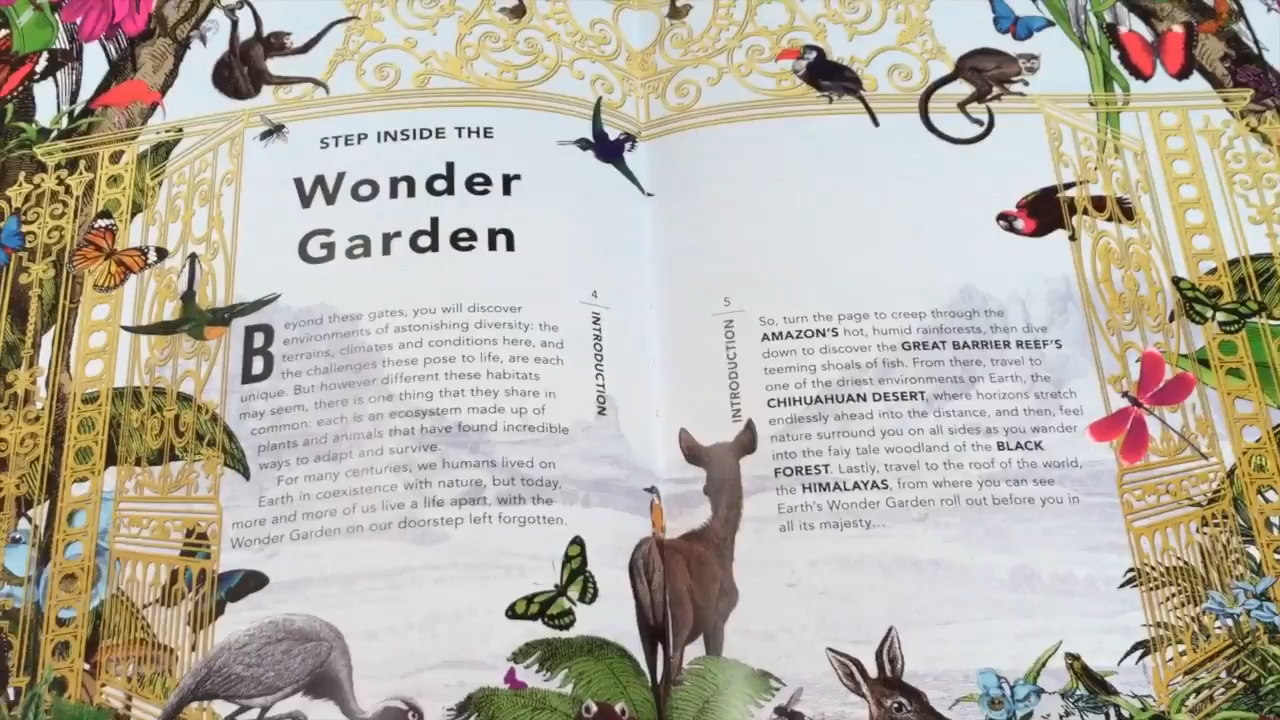 STEP INSIDE THE
Wonder
Garden
Beyond these gates, you will discover
environments of astonishing diversity: the
terrains, climates and conditions here, and
the challenges these pose to life, are each
unique. But however different these habitats
may seem, there is one thing that they share in
common: each is an ecosystem made up of
plants and animals that have found incredible
ways to adapt and survive.
For many centuries, we humans lived on
Earth in coexistence with nature, but today,
more and more of us live a life apart, with the
Wonder Garden on our doorstep left forgotten.
4
INTRODUCTION
5
INTRODUCTION
So, turn the page to creep through the
AMAZON'S hot, humid rainforests, then dive
down to discover the GREAT BARRIER REEF'S
teeming shoals of fish. From there, travel to
one of the driest environments on Earth, the
CHIHUAHUAN DESERT, where horizons stretch
endlessly ahead into the distance, and then, feel
nature surround you on all sides as you wander
into the faiy tale woodland of the BLACK
FOREST. Lastly, travel to the roof of the world,
the HIMALAYAS, from where you can see
Earth's Wonder Garden roll out before you in
all its majesty...